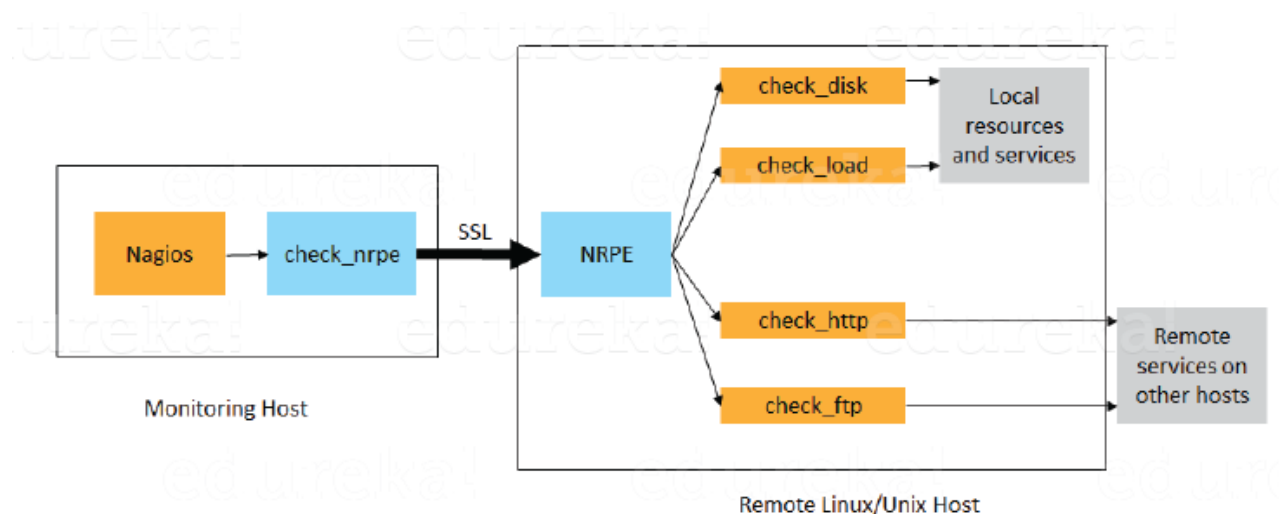 edureka!
edureka!
check_disk
Local
resources
and services
check_load
Nagios
check_nrpe
SSL
NRPE
check_http
check_ftp
Remote
services on
other hosts
Monitoring Host
Remote Linux/Unix Host